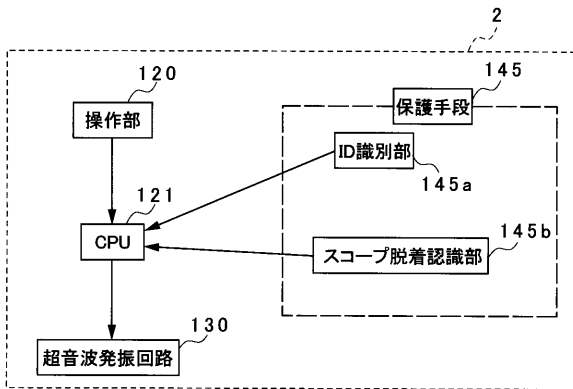 2
120
操作部
145
保護手段
ID識別部
145a
121
CPU
145b
スコープ脱着認識部
130
超音波発振回路